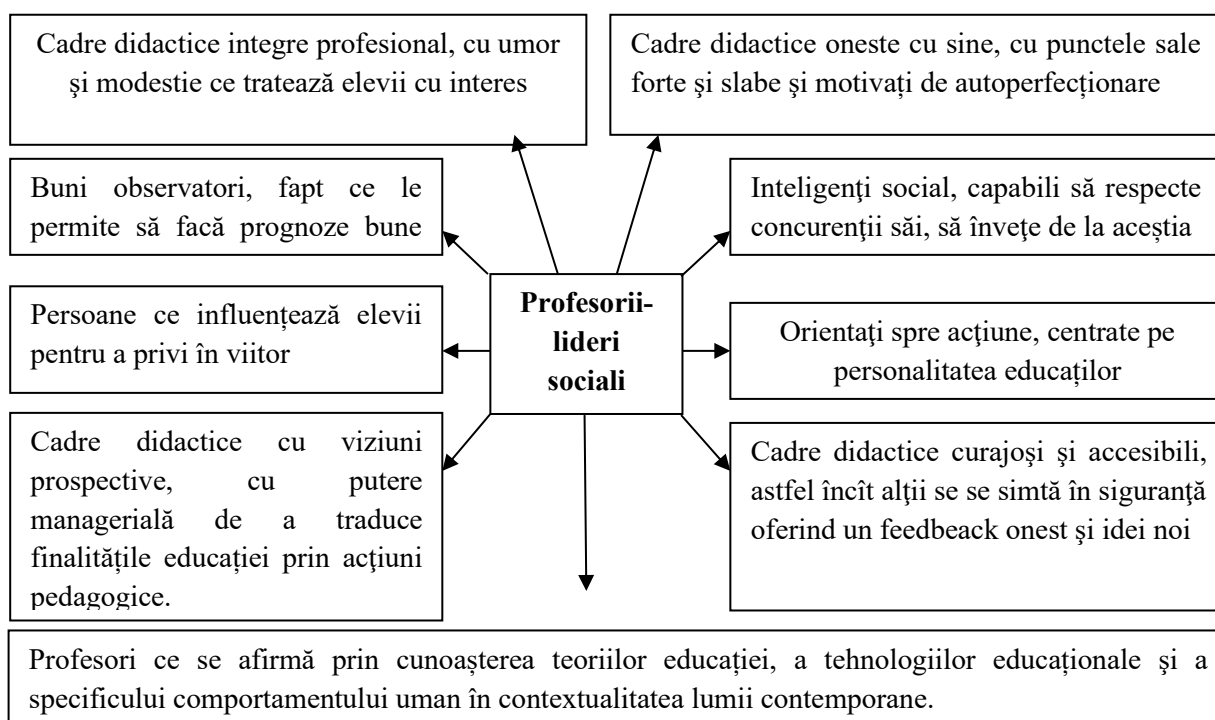 Cadre didactice integre profesional, cu umor
şi modestie ce tratează elevii cu interes
Cadre didactice oneste cu sine, cu punctele sale
forte şi slabe şi motivați de autoperfecționare
Buni observatori, fapt ce le
permite să facă prognoze bune
Inteligenţi social, capabili să respecte
concurenţii săi, să înveţe de la aceștia
Profesorii-
lideri
sociali
Persoane ce influențează elevii
pentru a privi în viitor
Orientaţi spre acţiune, centrate pe
personalitatea educaților
Cadre didactice cu viziuni
prospective, cu putere
managerială de a traduce
finalitățile educației prin acţiuni
pedagogice.
Cadre didactice curajoşi şi accesibili,
astfel încît alţii se se simtă în siguranţă
oferind un feedbeack onest şi idei noi
Profesori ce se afirmă prin cunoașterea teoriilor educației, a tehnologiilor educaționale şi a
specificului comportamentului uman în contextualitatea lumii contemporane.